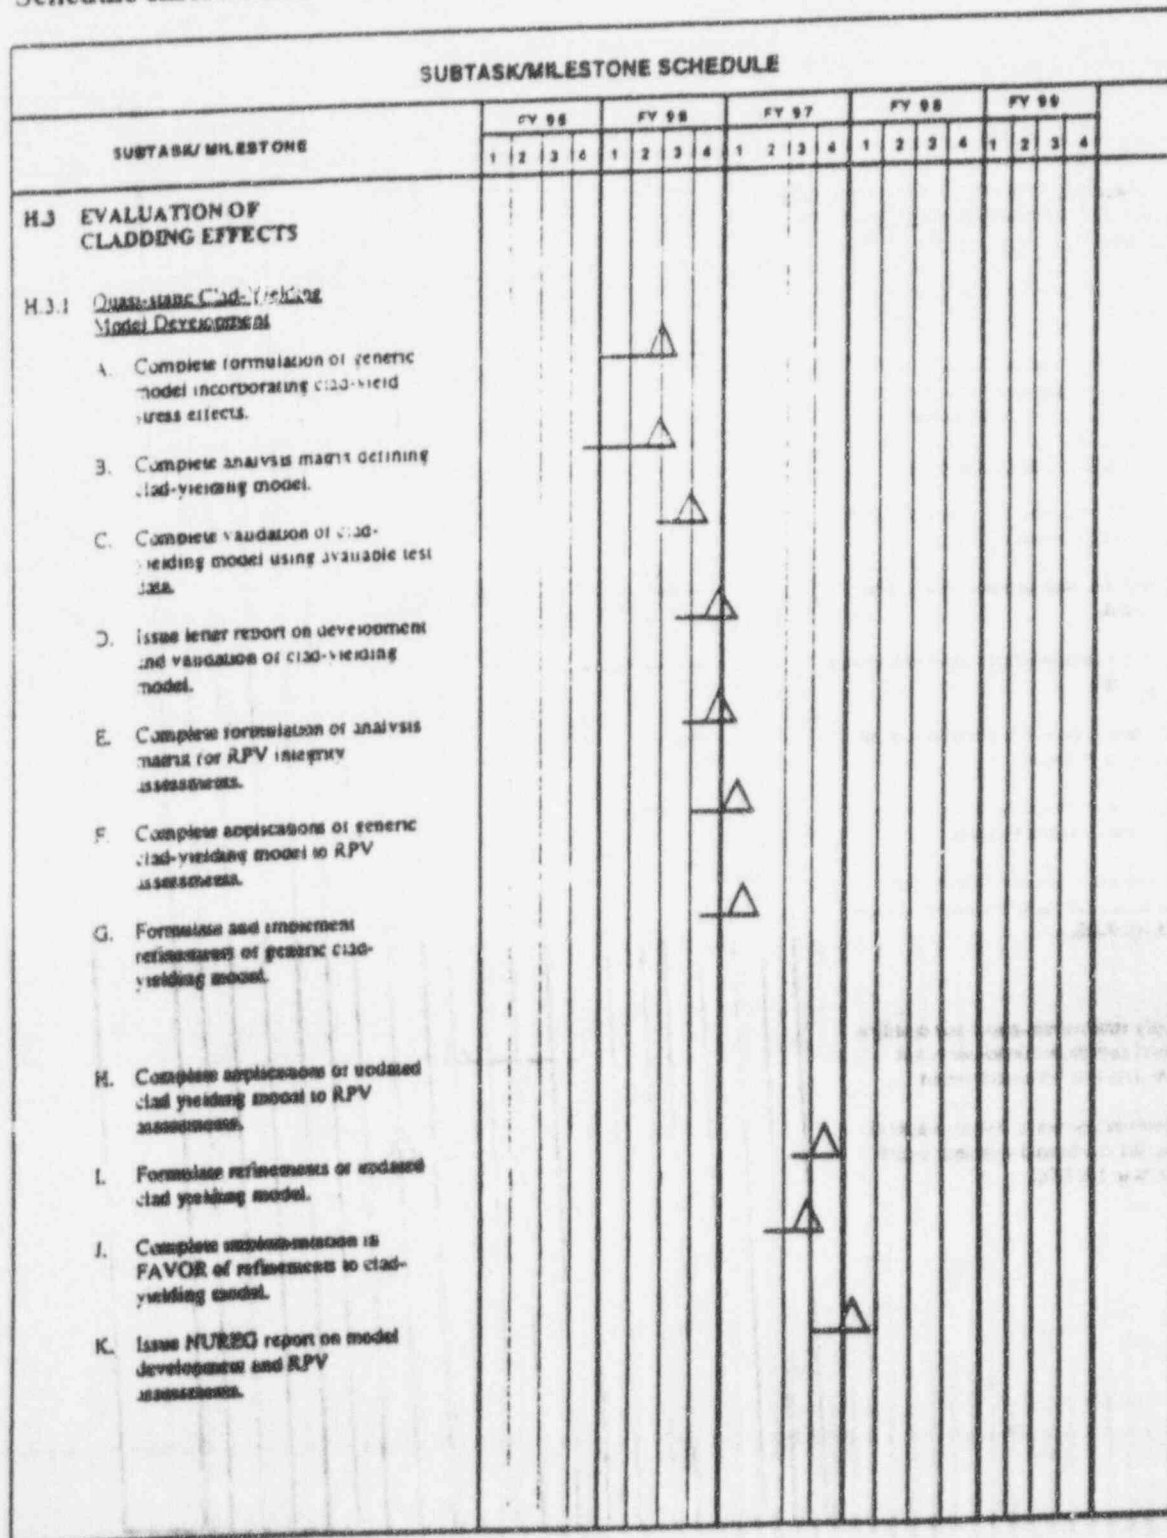 SUBTASK/MILESTONE SCHEDULE
SUBTASK/ MILESTONE
FY 95 FY 96 FY 97 FY 98 FY 99
1 2 3 4 1 2 3 4 1 2 3 4 1 2 3 4 1 2 3 4
H.3 EVALUATION OF
CLADDING EFFECTS
H.3.1 Quasi-static Clad-Yielding
Model Development
A. Complete formulation of generic
model incorporating clad-yield
stress effects.
B. Complete analysis matrix defining
clad-yielding model.
C. Complete validation of clad-
yielding model using available test
data.
D. Issue letter report on development
and validation of clad-yielding
model.
E. Complete formulation of analysis
matrix for RPV integrity
assessments.
F. Complete applications of generic
clad-yielding model to RPV
assessments.
G. Formulate and implement
refinements of generic clad-
yielding model.
H. Complete applications of updated
clad yielding model to RPV
assessments.
I. Formulate refinements of updated
clad yielding model.
J. Complete implementation in
FAVOR of refinements to clad-
yielding model.
K. Issue NUREG report on model
development and RPV
assessments.